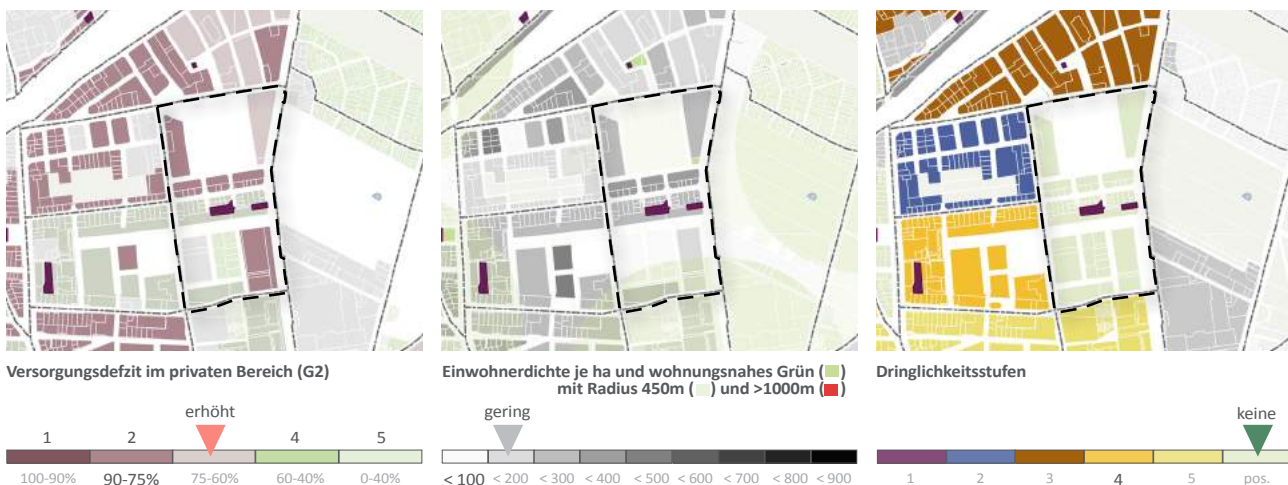 Versorgungsdefzit im privaten Bereich (G2)
erhöht
1 2 4 5
100-90% 90-75% 75-60% 60-40% 0-40%
Einwohnerdichte je ha und wohnungsnahes Grün ( )
mit Radius 450m ( ) und >1000m ( )
gering
< 100 < 200 < 300 < 400 < 500 < 600 < 700 < 800 < 900
Dringlichkeitsstufen
keine
1 2 3 4 5 pos.